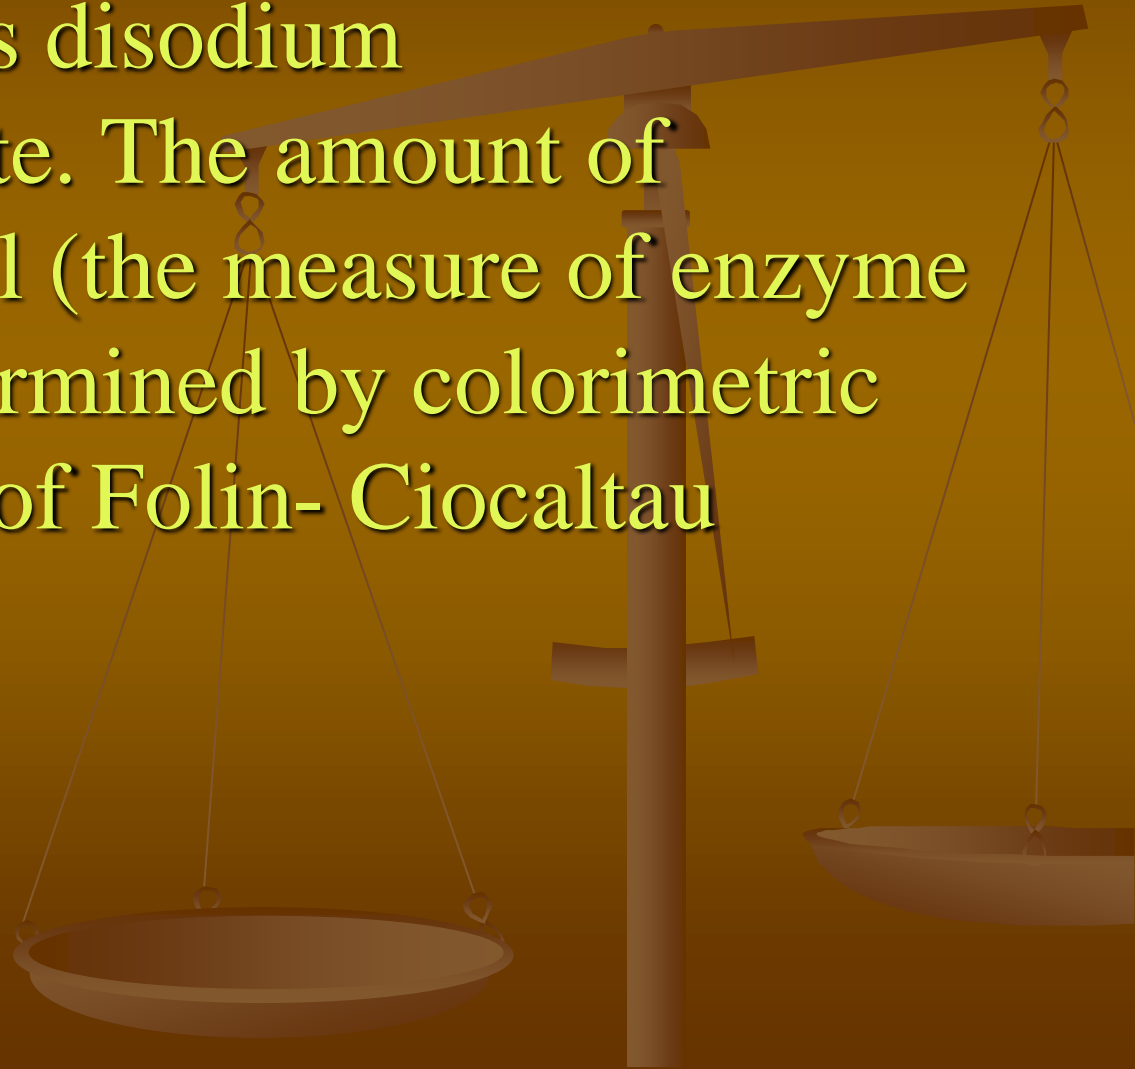 s disodium
te. The amount of
l (the measure of enzyme
rmined by colorimetric
of Folin- Ciocaltau